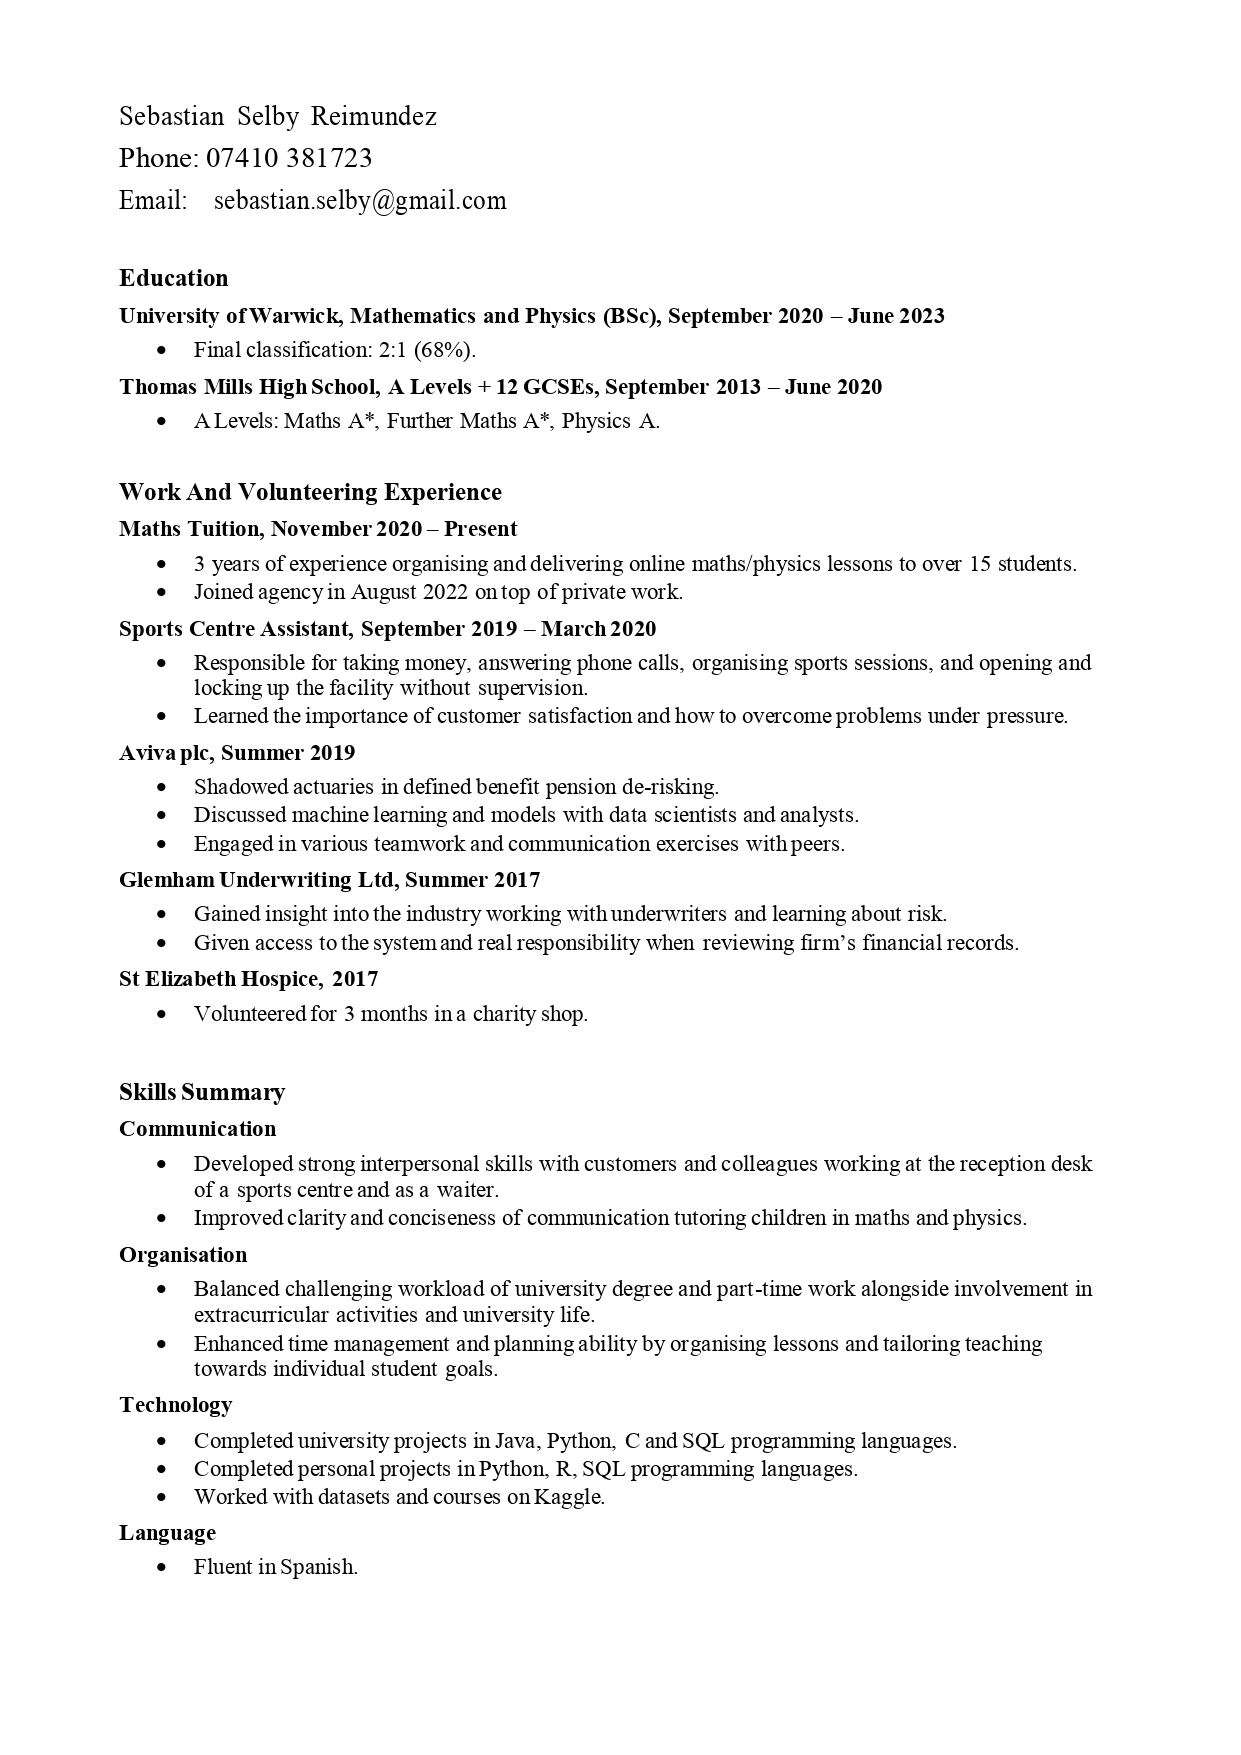 Sebastian Selby Reimundez
Phone: 07410 381723
Email: sebastian.selby@gmail.com
Education
University of Warwick, Mathematics and Physics (BSc), September 2020 – June 2023
• Final classification: 2:1 (68%).
Thomas Mills High School, A Levels + 12 GCSEs, September 2013 – June 2020
• A Levels: Maths A*, Further Maths A*, Physics A.
Work And Volunteering Experience
Maths Tuition, November 2020 – Present
• 3 years of experience organising and delivering online maths/physics lessons to over 15 students.
• Joined agency in August 2022 on top of private work.
Sports Centre Assistant, September 2019 – March 2020
• Responsible for taking money, answering phone calls, organising sports sessions, and opening and
locking up the facility without supervision.
• Learned the importance of customer satisfaction and how to overcome problems under pressure.
Aviva plc, Summer 2019
• Shadowed actuaries in defined benefit pension de-risking.
• Discussed machine learning and models with data scientists and analysts.
• Engaged in various teamwork and communication exercises with peers.
Glemham Underwriting Ltd, Summer 2017
• Gained insight into the industry working with underwriters and learning about risk.
• Given access to the system and real responsibility when reviewing firm’s financial records.
St Elizabeth Hospice, 2017
• Volunteered for 3 months in a charity shop.
Skills Summary
Communication
• Developed strong interpersonal skills with customers and colleagues working at the reception desk
of a sports centre and as a waiter.
• Improved clarity and conciseness of communication tutoring children in maths and physics.
Organisation
• Balanced challenging workload of university degree and part-time work alongside involvement in
extracurricular activities and university life.
• Enhanced time management and planning ability by organising lessons and tailoring teaching
towards individual student goals.
Technology
• Completed university projects in Java, Python, C and SQL programming languages.
• Completed personal projects in Python, R, SQL programming languages.
• Worked with datasets and courses on Kaggle.
Language
• Fluent in Spanish.